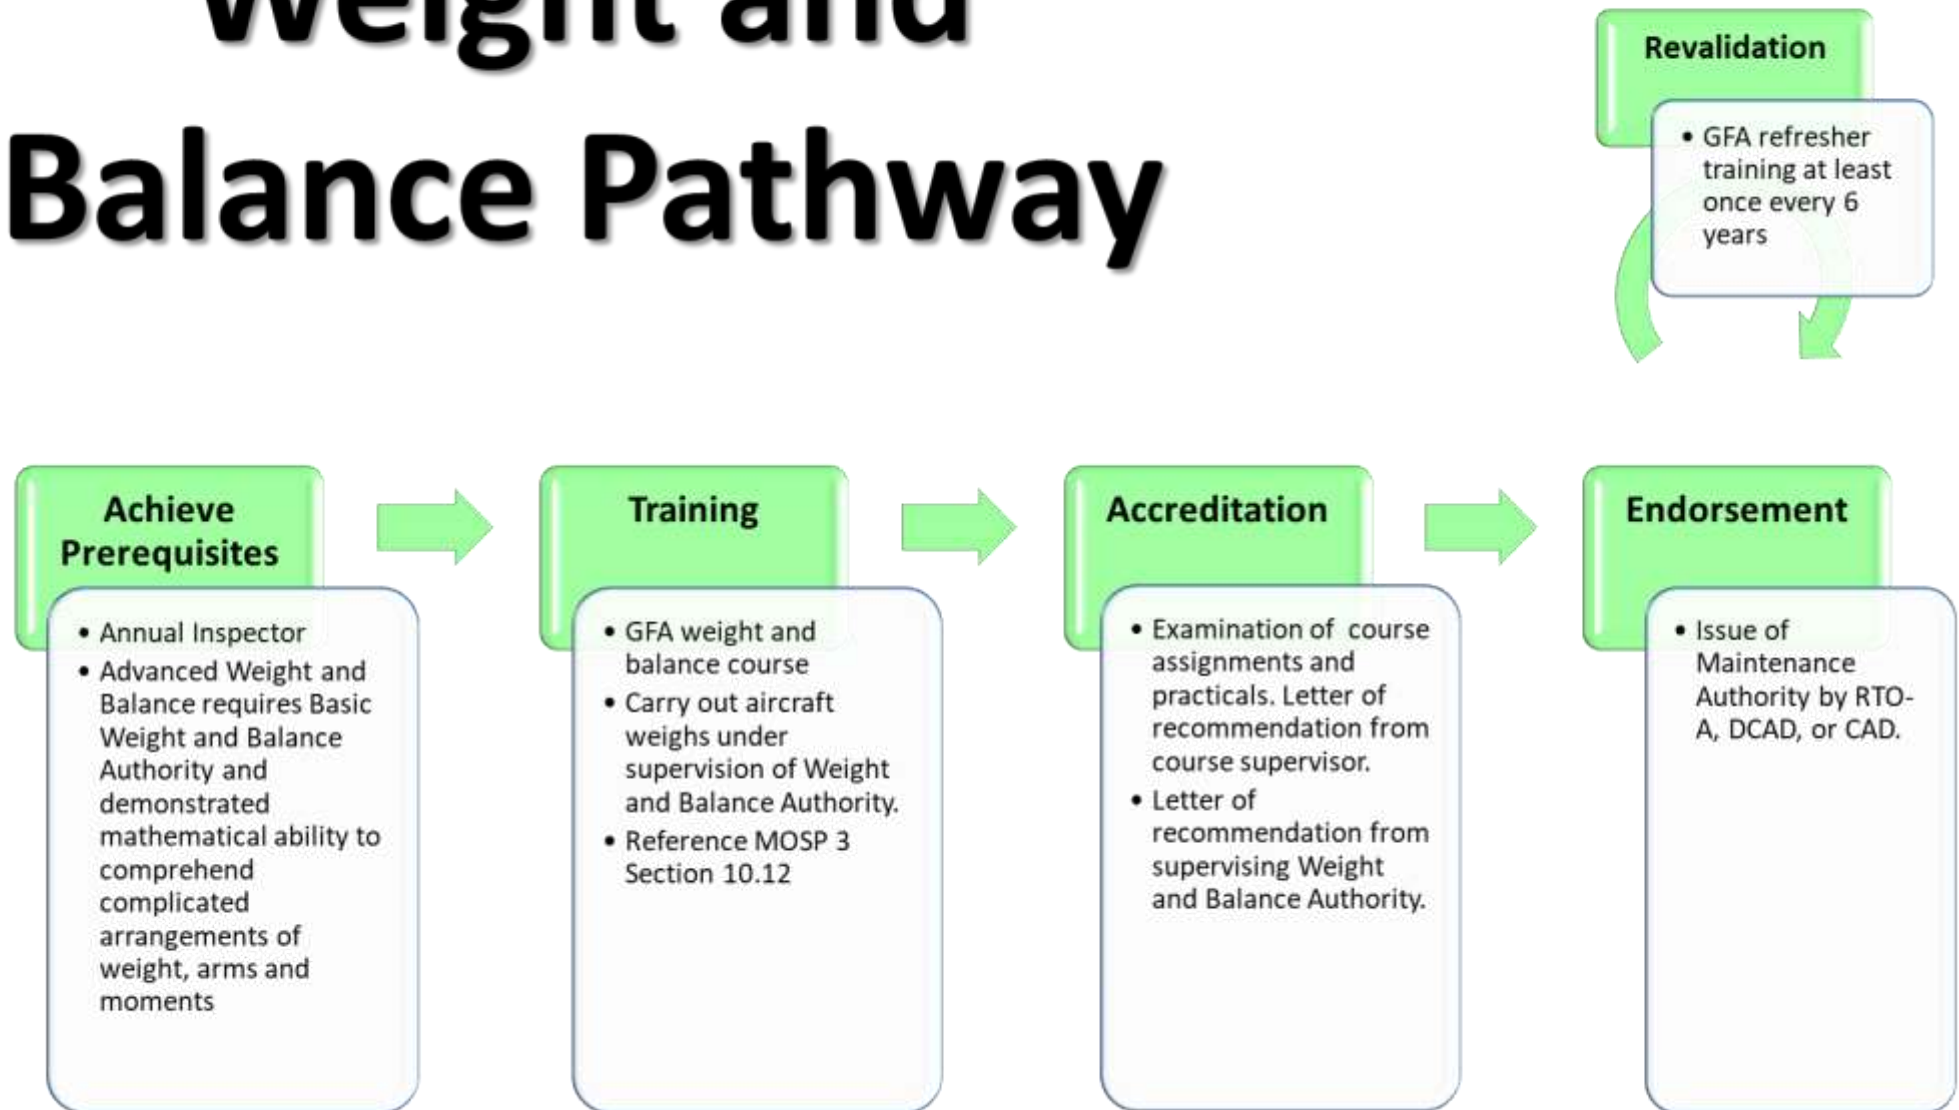 Weight and
Balance Pathway
Revalidation
• GFA refresher
training at least
once every 6
years
Achieve
Prerequisites
• Annual Inspector
• Advanced Weight and
Balance requires Basic
Weight and Balance
Authority and
demonstrated
mathematical ability to
comprehend
complicated
arrangements of
weight, arms and
moments
Training
• GFA weight and
balance course
• Carry out aircraft
weighs under
supervision of Weight
and Balance Authority.
• Reference MOSP 3
Section 10.12
Accreditation
• Examination of course
assignments and
practicals. Letter of
recommendation from
course supervisor.
• Letter of
recommendation from
supervising Weight
and Balance Authority.
Endorsement
• Issue of
Maintenance
Authority by RTO-
A, DCAD, or CAD.